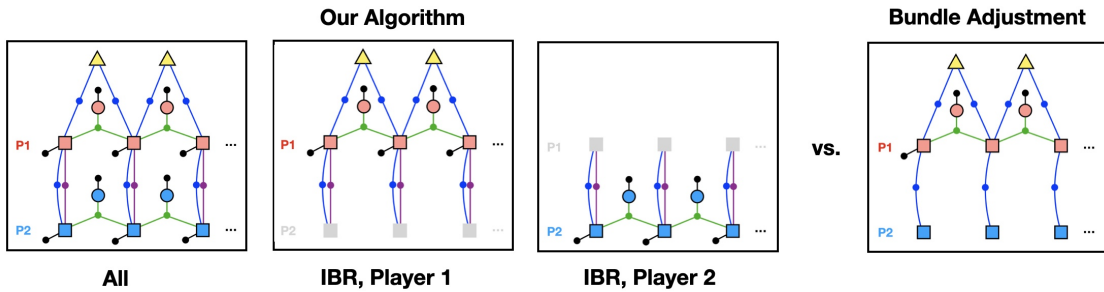 Our Algorithm
Bundle Adjustment
P1 ...
P2 ...
P1 ...
P2 ...
P1 ...
P2 ...
vs.
P1 ...
P2 ...
All
IBR, Player 1
IBR, Player 2